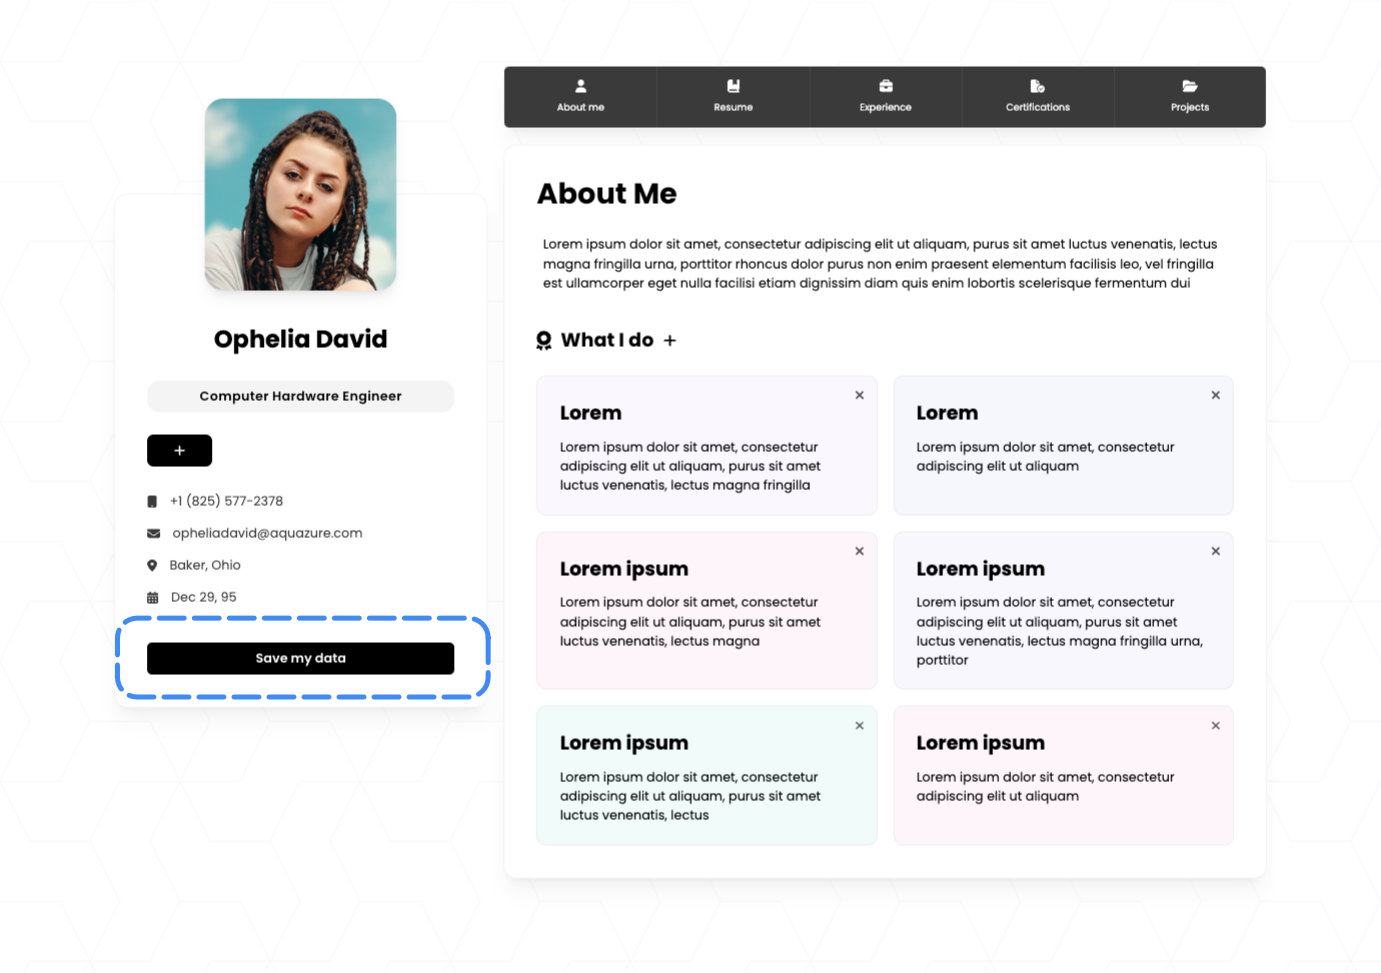 About me
Resume
Experience
Certifications
Projects
Ophelia David
Computer Hardware Engineer
+
+1 (825) 577-2378
opheliadavid@aquazure.com
Baker, Ohio
Dec 29, 95
Save my data
About Me
Lorem ipsum dolor sit amet, consectetur adipiscing elit ut aliquam, purus sit amet luctus venenatis, lectus
magna fringilla urna, porttitor rhoncus dolor purus non enim praesent elementum facilisis leo, vel fringilla
est ullamcorper eget nulla facilisi etiam dignissim diam quis enim lobortis scelerisque fermentum dui
What I do +
Lorem
Lorem ipsum dolor sit amet, consectetur
adipiscing elit ut aliquam, purus sit amet
luctus venenatis, lectus magna fringilla
Lorem
Lorem ipsum dolor sit amet, consectetur
adipiscing elit ut aliquam
Lorem ipsum
Lorem ipsum dolor sit amet, consectetur
adipiscing elit ut aliquam, purus sit amet
luctus venenatis, lectus magna
Lorem ipsum
Lorem ipsum dolor sit amet, consectetur
adipiscing elit ut aliquam, purus sit amet
luctus venenatis, lectus magna fringilla urna,
porttitor
Lorem ipsum
Lorem ipsum dolor sit amet, consectetur
adipiscing elit ut aliquam, purus sit amet
luctus venenatis, lectus
Lorem ipsum
Lorem ipsum dolor sit amet, consectetur
adipiscing elit ut aliquam